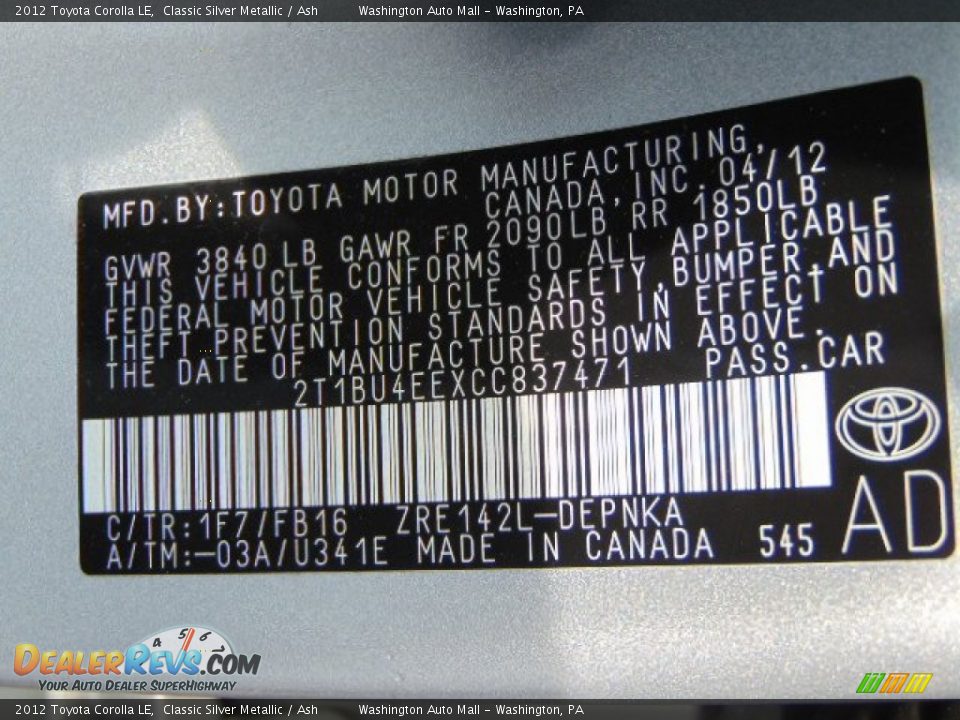 2012 Toyota Corolla LE, Classic Silver Metallic / Ash Washington Auto Mall - Washington, PA
MFD.BY:TOYOTA MOTOR MANUFACTURING,
CANADA, INC. 04/12
GVWR 3840 LB GAWR FR 2090LB RR 1850LB
THIS VEHICLE CONFORMS TO ALL APPLICABLE
FEDERAL MOTOR VEHICLE SAFETY,BUMPER,AND
THEFT PREVENTION STANDARDS IN EFFECT ON
THE DATE OF MANUFACTURE SHOWN ABOVE.
2T1BU4EEXCC837471 PASS.CAR
C/TR:1F7/FB16 ZRE142L-DEPNKA
A/TM:-03A/U341E MADE IN CANADA 545
AD
4 5 6
DEALERREVS.COM
YOUR AUTO DEALER SUPERHIGHWAY
2012 Toyota Corolla LE, Classic Silver Metallic / Ash Washington Auto Mall - Washington, PA